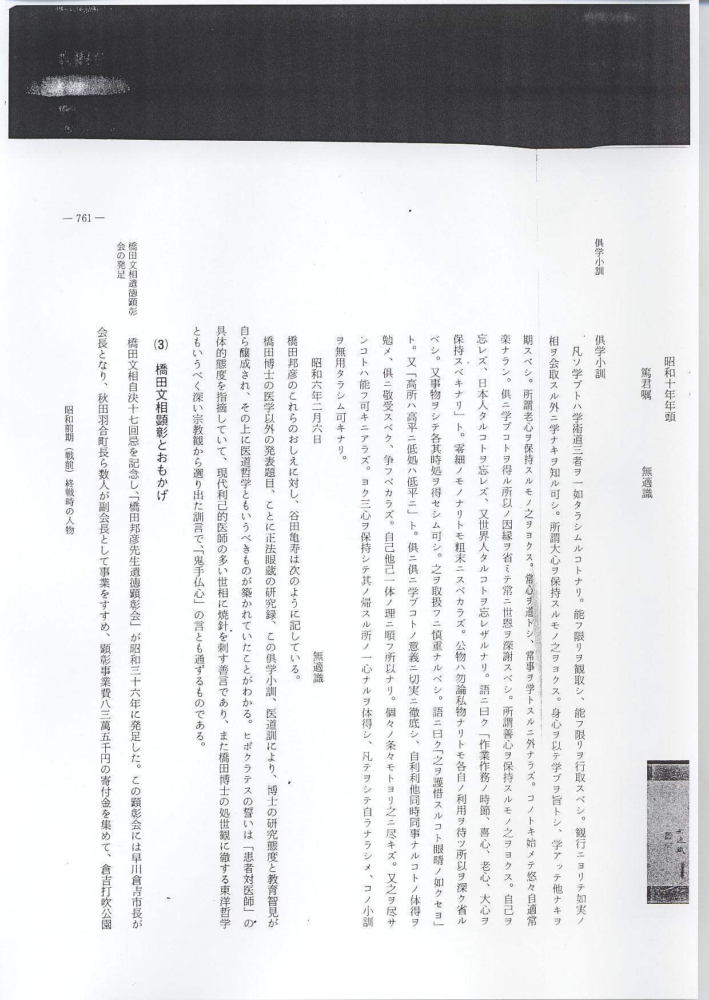 昭和十年年頭
篤君嘱　無適識
倶学小訓
倶学小訓
凡ソ学ブトハ学術道三者ヲ一如タラシムルコトナリ。能フ限リヲ観取シ、能フ限リヲ行取スベシ。観行ニヨリテ如実ノ
相ヲ会取スル外ニ学ナキヲ知ル可シ。所謂大心ヲ保持スルモノ之ヲヨクス。身心ヲ以テ学ブヲ旨トシ、学アッテ他ナキヲ
期スベシ。所謂老心ヲ保持スルモノ之ヲヨクス。常心ヲ道トシ、常事ヲ学トスルニ外ナラズ。コノトキ始メテ悠々自適常
楽ナラン。倶ニ学ブコトヲ得ル所以ノ因縁ヲ省ミテ常ニ世恩ヲ深謝スベシ。所謂善心ヲ保持スルモノ之ヲヨクス。自己ヲ
忘レズ、日本人タルコトヲ忘レズ、又世界人タルコトヲ忘レザルナリ。語ニ曰ク「作業作務ノ時節、喜心、老心、大心ヲ
保持スベキナリ」ト。零細ノモノナリトモ粗末ニスベカラズ。公物ハ勿論私物ナリトモ各自ノ利用ヲ待ツ所以ヲ深ク省ル
ベシ。又事物ヲシテ各其時処ヲ得セシム可シ。之ヲ取扱フニ慎重ナルベシ。語ニ曰ク「之ヲ護惜スルコト眼晴ノ如クセヨ」
ト。又「高所ハ高平ニ低処ハ低平ニ」ト。倶ニ倶ニ学ブコトノ意義ニ切実ニ徹底シ、自利利他同時同事ナルコトノ体得ヲ
勉メ、倶ニ敬受スベク、争フベカラズ。自己他己一体ノ理ニ順フ所以ナリ。個々ノ条々モトヨリ之ニ尽キズ。又之ヲ尽サ
ンコトハ能フ可キニアラズ。ヨク三心ヲ保持シテ其ノ帰スル所ノ一心ナルヲ体得シ、凡テヲシテ自ラナラシメ、コノ小訓
ヲ無用タラシム可キナリ。
昭和六年二月六日　無適識
橋田邦彦のこれらのおしえに対し、谷田亀寿は次のように記している。
橋田博士の医学以外の発表題目、ことに正法眼蔵の研究録、この倶学小訓、医道訓により、博士の研究態度と教育智見が
自ら醸成され、その上に医道哲学ともいうべきものが築かれていたことがわかる。ヒポクラテスの誓いは「患者対医師」の
具体的態度を指摘していて、現代利己的医師の多い世相に焼針を刺す善言であり、また橋田博士の処世観に徹する東洋哲学
ともいうべく深い宗教観から選り出た訓言で、「鬼手仏心」の言とも通ずるものである。
(3)　橋田文相顕彰とおもかげ
橋田文相遺徳顕彰
会の発足
橋田文相自決十七回忌を記念し、「橋田邦彦先生遺徳顕彰会」が昭和三十六年に発足した。この顕彰会には早川倉吉市長が
会長となり、秋田羽合町長ら数人が副会長として事業をすすめ、顕彰事業費八三萬五千円の寄付金を集めて、倉吉打吹公園
昭和前期（戦前）終戦時の人物
— 761 —